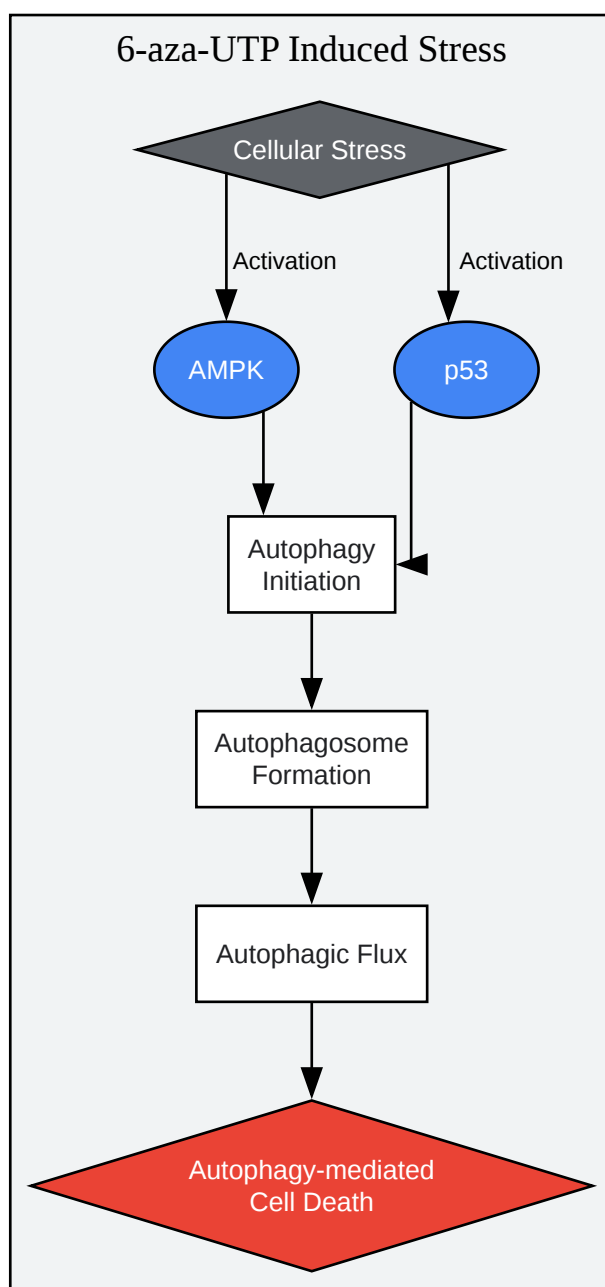 6-aza-UTP Induced Stress
Cellular Stress
Activation
Activation
AMPK
p53
Autophagy
Initiation
Autophagosome
Formation
Autophagic Flux
Autophagy-mediated
Cell Death